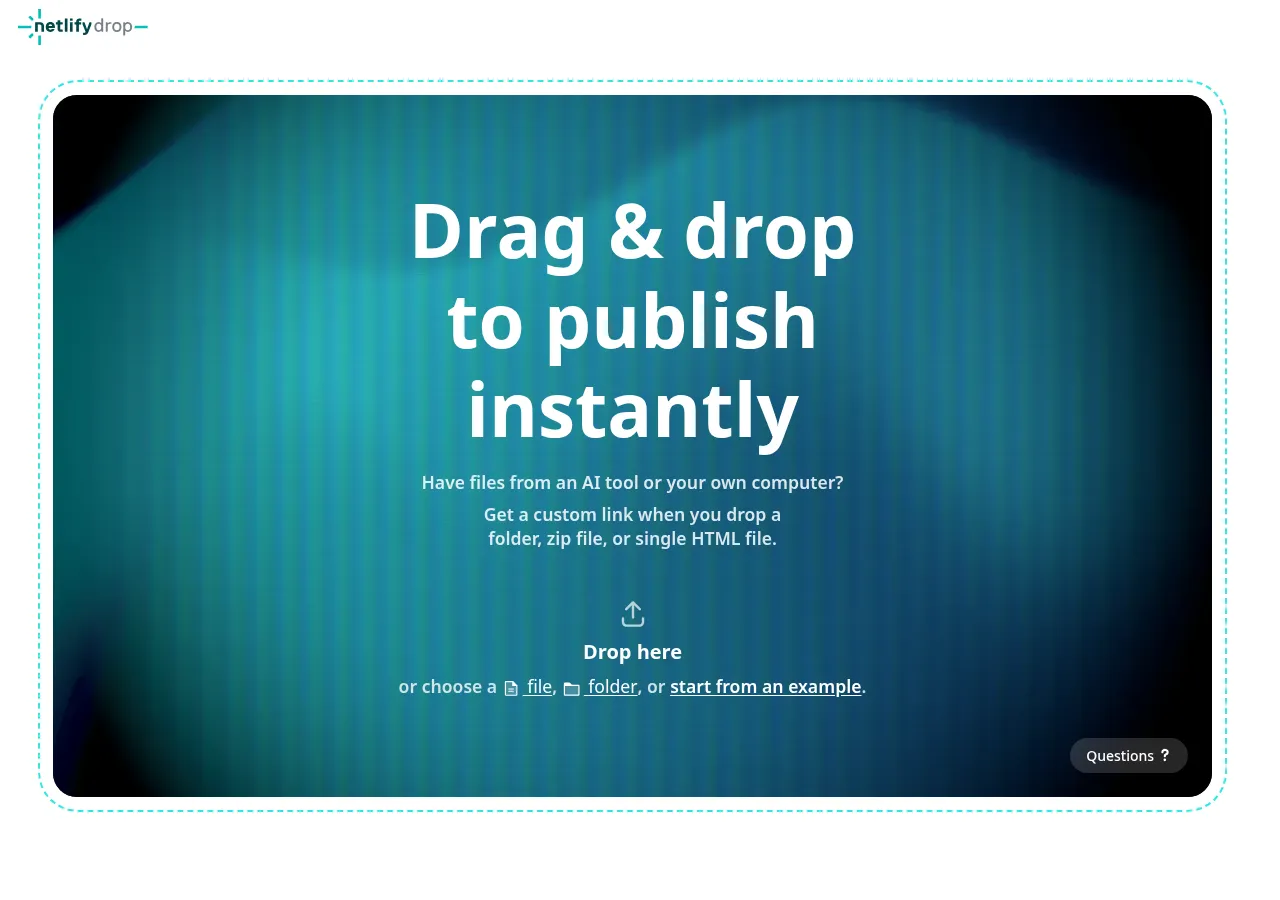 netlify drop
Drag & drop
to publish
instantly
Have files from an AI tool or your own computer?
Get a custom link when you drop a
folder, zip file, or single HTML file.
Drop here
or choose a file, folder, or start from an example.
Questions ?